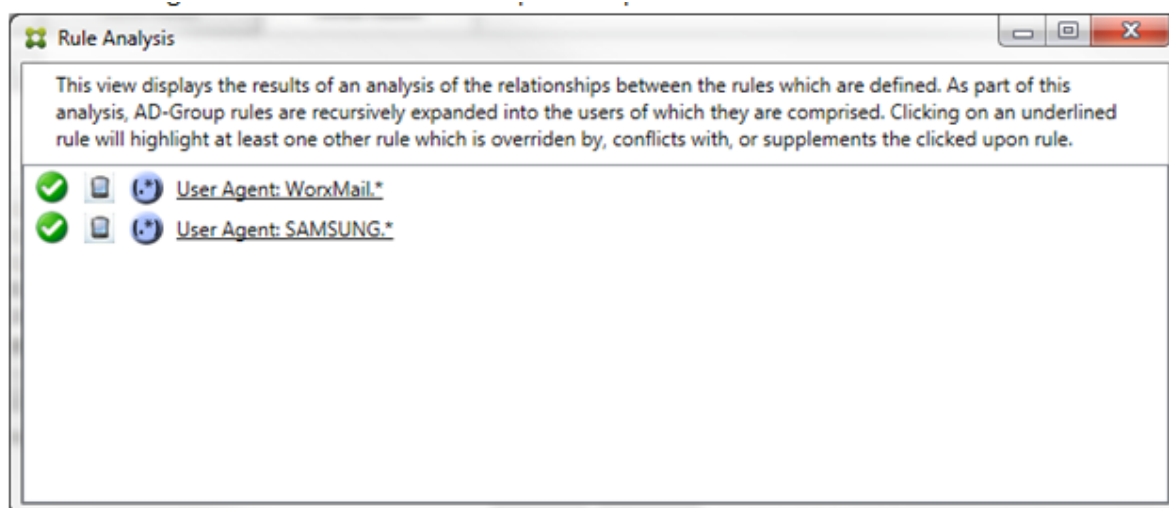 Rule Analysis
This view displays the results of an analysis of the relationships between the rules which are defined. As part of this
analysis, AD-Group rules are recursively expanded into the users of which they are comprised. Clicking on an underlined
rule will highlight at least one other rule which is overriden by, conflicts with, or supplements the clicked upon rule.
(.*) User Agent: WorxMail.*
(.*) User Agent: SAMSUNG.*